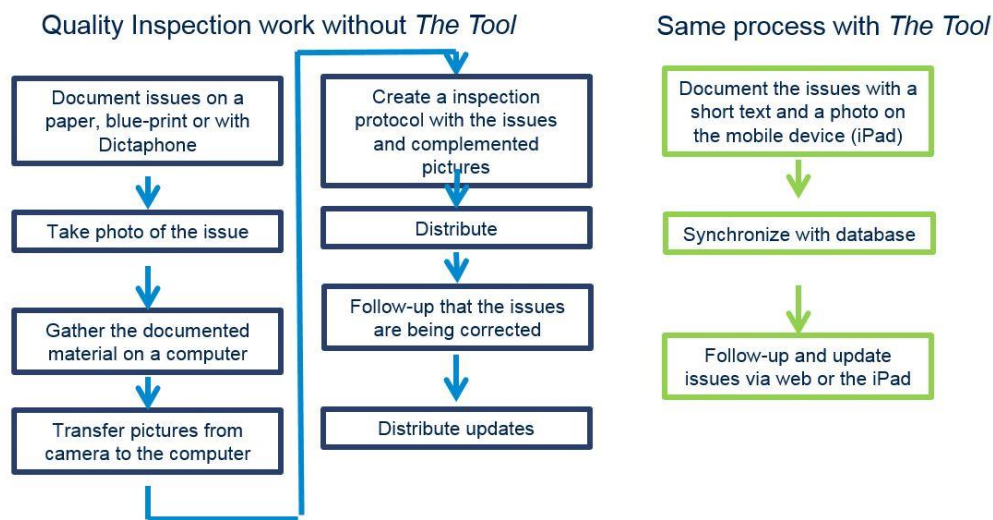 Quality Inspection work without The Tool
Document issues on a
paper, blue-print or with
Dictaphone
Take photo of the issue
Gather the documented
material on a computer
Transfer pictures from
camera to the computer
Create a inspection
protocol with the issues
and complemented
pictures
Distribute
Follow-up that the issues
are being corrected
Distribute updates
Same process with The Tool
Document the issues with a
short text and a photo on
the mobile device (iPad)
Synchronize with database
Follow-up and update
issues via web or the iPad